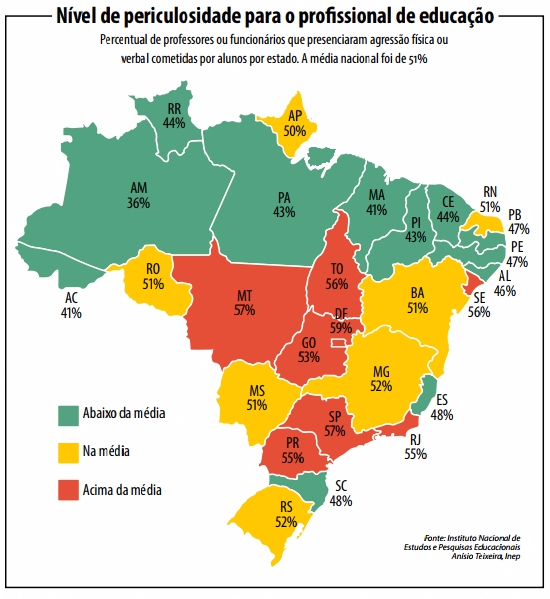 Nível de periculosidade para o profissional de educação
Percentual de professores ou funcionários que presenciaram agressão física ou
verbal cometidas por alunos por estado. A média nacional foi de 51%
RR
44%
AP
50%
AM
36%
PA
43%
MA
41%
PI
43%
CE
44%
RN
51%
PB
47%
PE
47%
AL
46%
SE
56%
AC
41%
RO
51%
MT
57%
TO
56%
BA
51%
DF
59%
GO
53%
MG
52%
ES
48%
MS
51%
SP
57%
RJ
55%
PR
55%
SC
48%
RS
52%
Abaixo da média
Na média
Acima da média
Fonte: Instituto Nacional de
Estudos e Pesquisas Educacionais
Anísio Teixeira, Inep